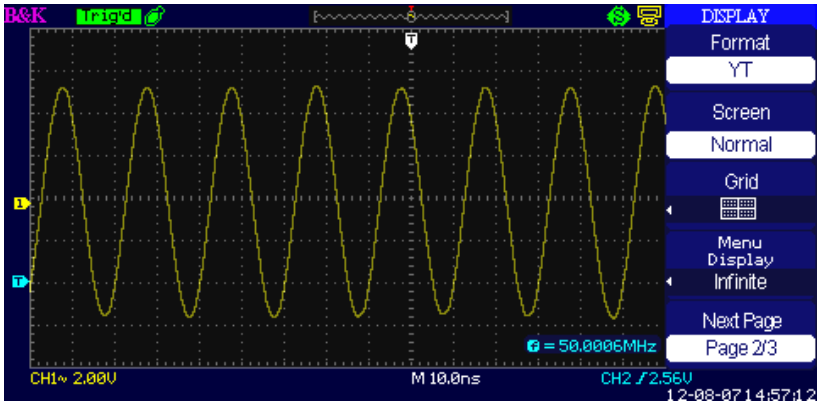 B&K Trig'd S DISPLAY
Format
T
YT
Screen
Normal
Grid
1
Menu
Display
T
Infinite
Next Page
f = 50.0006MHz
Page 2/3
CH1~ 2.00V M 10.0ns CH2 / 2.56V
12-08-07 14:57:12